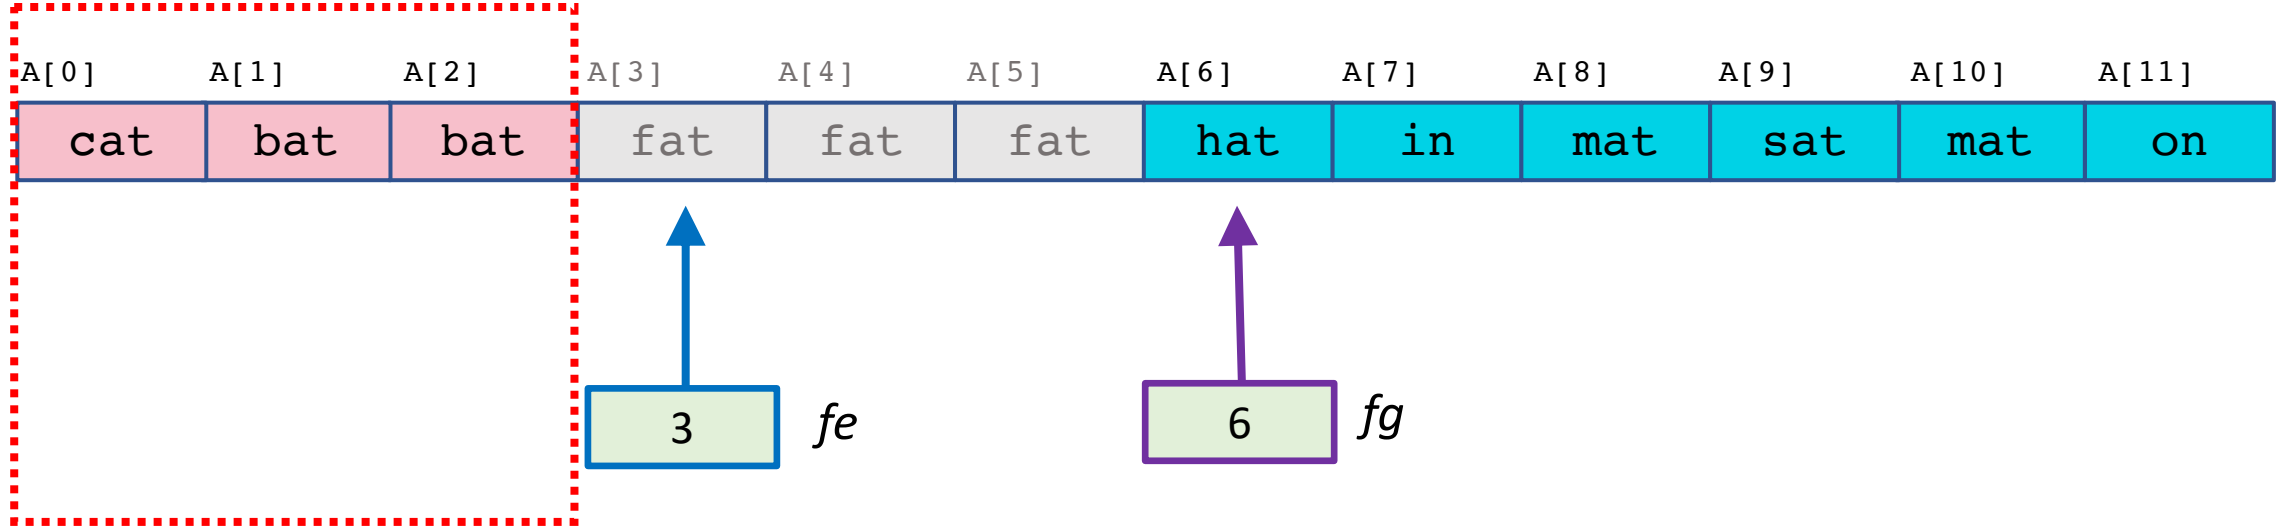 A[0] A[1] A[2] A[3] A[4] A[5] A[6] A[7] A[8] A[9] A[10] A[11]
cat bat bat fat fat fat hat in mat sat mat on
3 fe 6 fg